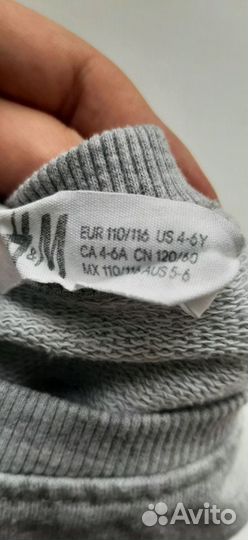 H&M
EUR 110/116 US 4-6Y
CA 4-6A CN 120/60
MX 110/116 AUS 5-6
Avito